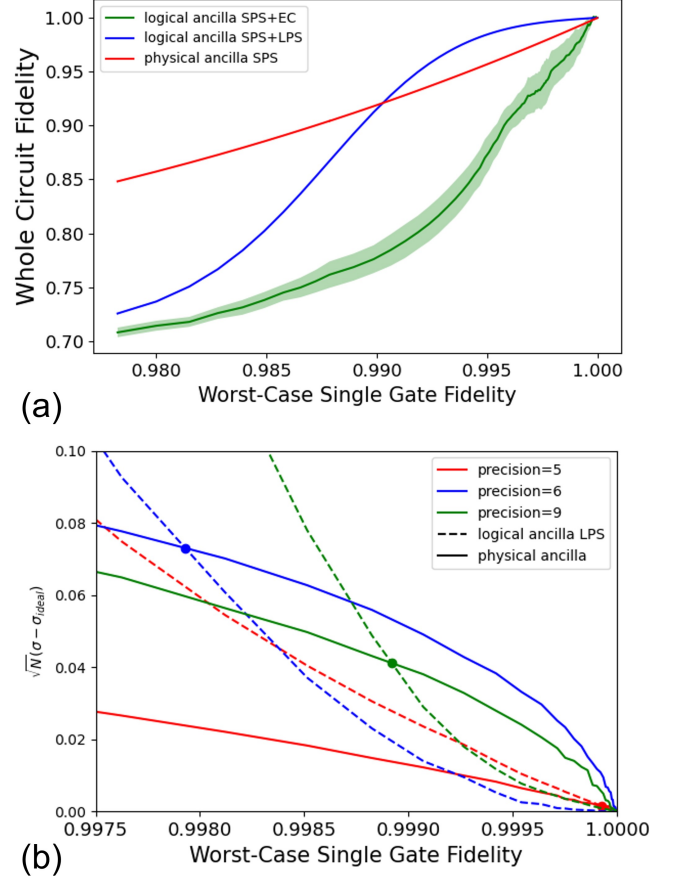 1.00
0.95
0.90
0.85
0.80
0.75
0.70
Whole Circuit Fidelity
logical ancilla SPS+EC
logical ancilla SPS+LPS
physical ancilla SPS
0.980 0.985 0.990 0.995 1.000
Worst-Case Single Gate Fidelity
(a)
0.10
0.08
0.06
0.04
0.02
0.00
√N(σ − σ_ideal)
precision=5
precision=6
precision=9
logical ancilla LPS
physical ancilla
0.9975 0.9980 0.9985 0.9990 0.9995 1.0000
Worst-Case Single Gate Fidelity
(b)